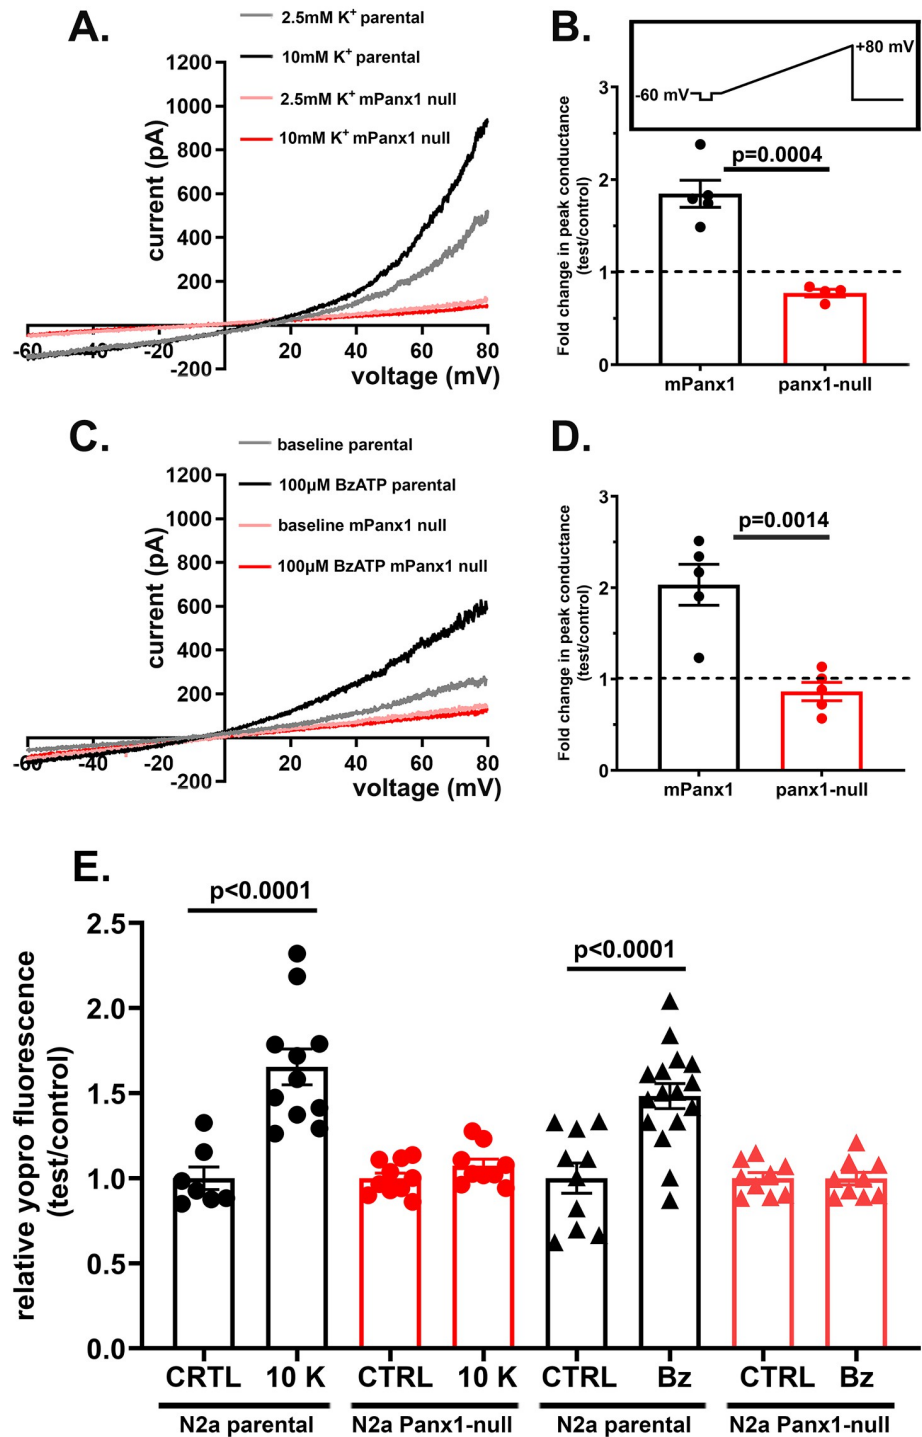 A.
2.5mM K+ parental
10mM K+ parental
2.5mM K+ mPanx1 null
10mM K+ mPanx1 null
current (pA)
1200
1000
800
600
400
200
-200
-60
-40
-20
20
40
60
80
voltage (mV)
B.
-60 mV
+80 mV
Fold change in peak conductance
(test/control)
3
2
1
0
p=0.0004
mPanx1
panx1-null
C.
baseline parental
100µM BzATP parental
baseline mPanx1 null
100µM BzATP mPanx1 null
current (pA)
1200
1000
800
600
400
200
-200
-60
-40
-20
20
40
60
80
voltage (mV)
D.
Fold change in peak conductance
(test/control)
3
2
1
0
p=0.0014
mPanx1
panx1-null
E.
relative yopro fluorescence
(test/control)
2.5
2.0
1.5
1.0
0.5
0.0
p<0.0001
p<0.0001
CRTL
10 K
CTRL
10 K
CTRL
Bz
CTRL
Bz
N2a parental
N2a Panx1-null
N2a parental
N2a Panx1-null